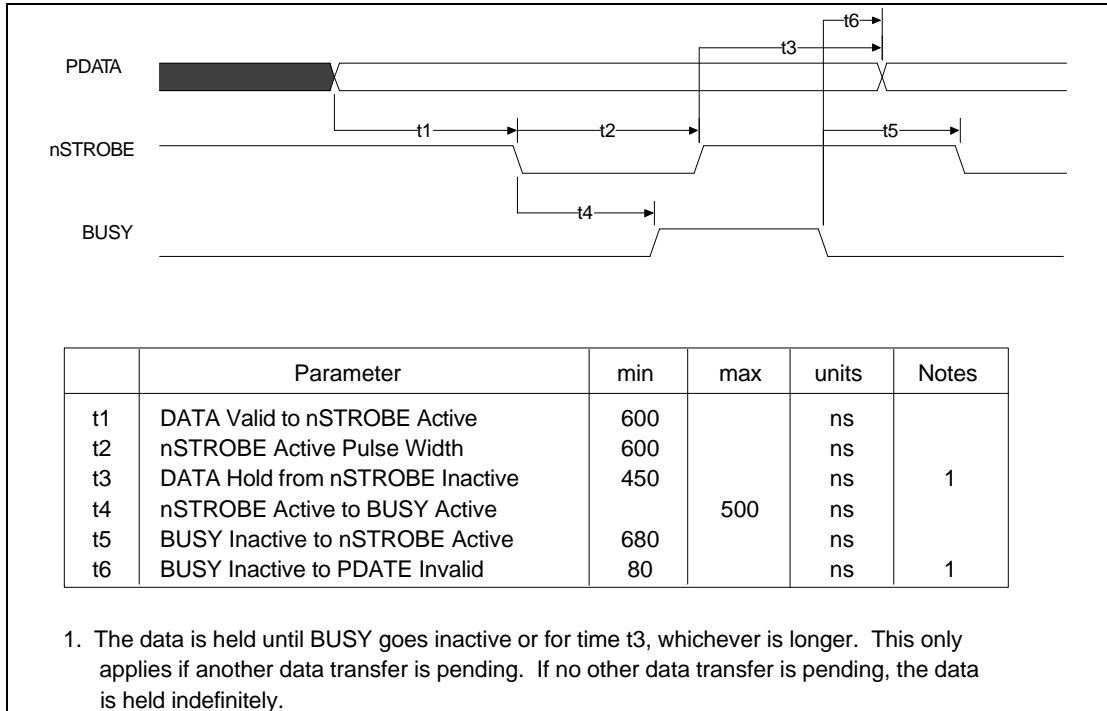 t6
t3
PDATA
t1
t2
t5
nSTROBE
t4
BUSY
Parameter min max units Notes
t1 DATA Valid to nSTROBE Active 600 ns
t2 nSTROBE Active Pulse Width 600 ns
t3 DATA Hold from nSTROBE Inactive 450 ns 1
t4 nSTROBE Active to BUSY Active 500 ns
t5 BUSY Inactive to nSTROBE Active 680 ns
t6 BUSY Inactive to PDATE Invalid 80 ns 1
1. The data is held until BUSY goes inactive or for time t3, whichever is longer. This only
applies if another data transfer is pending. If no other data transfer is pending, the data
is held indefinitely.